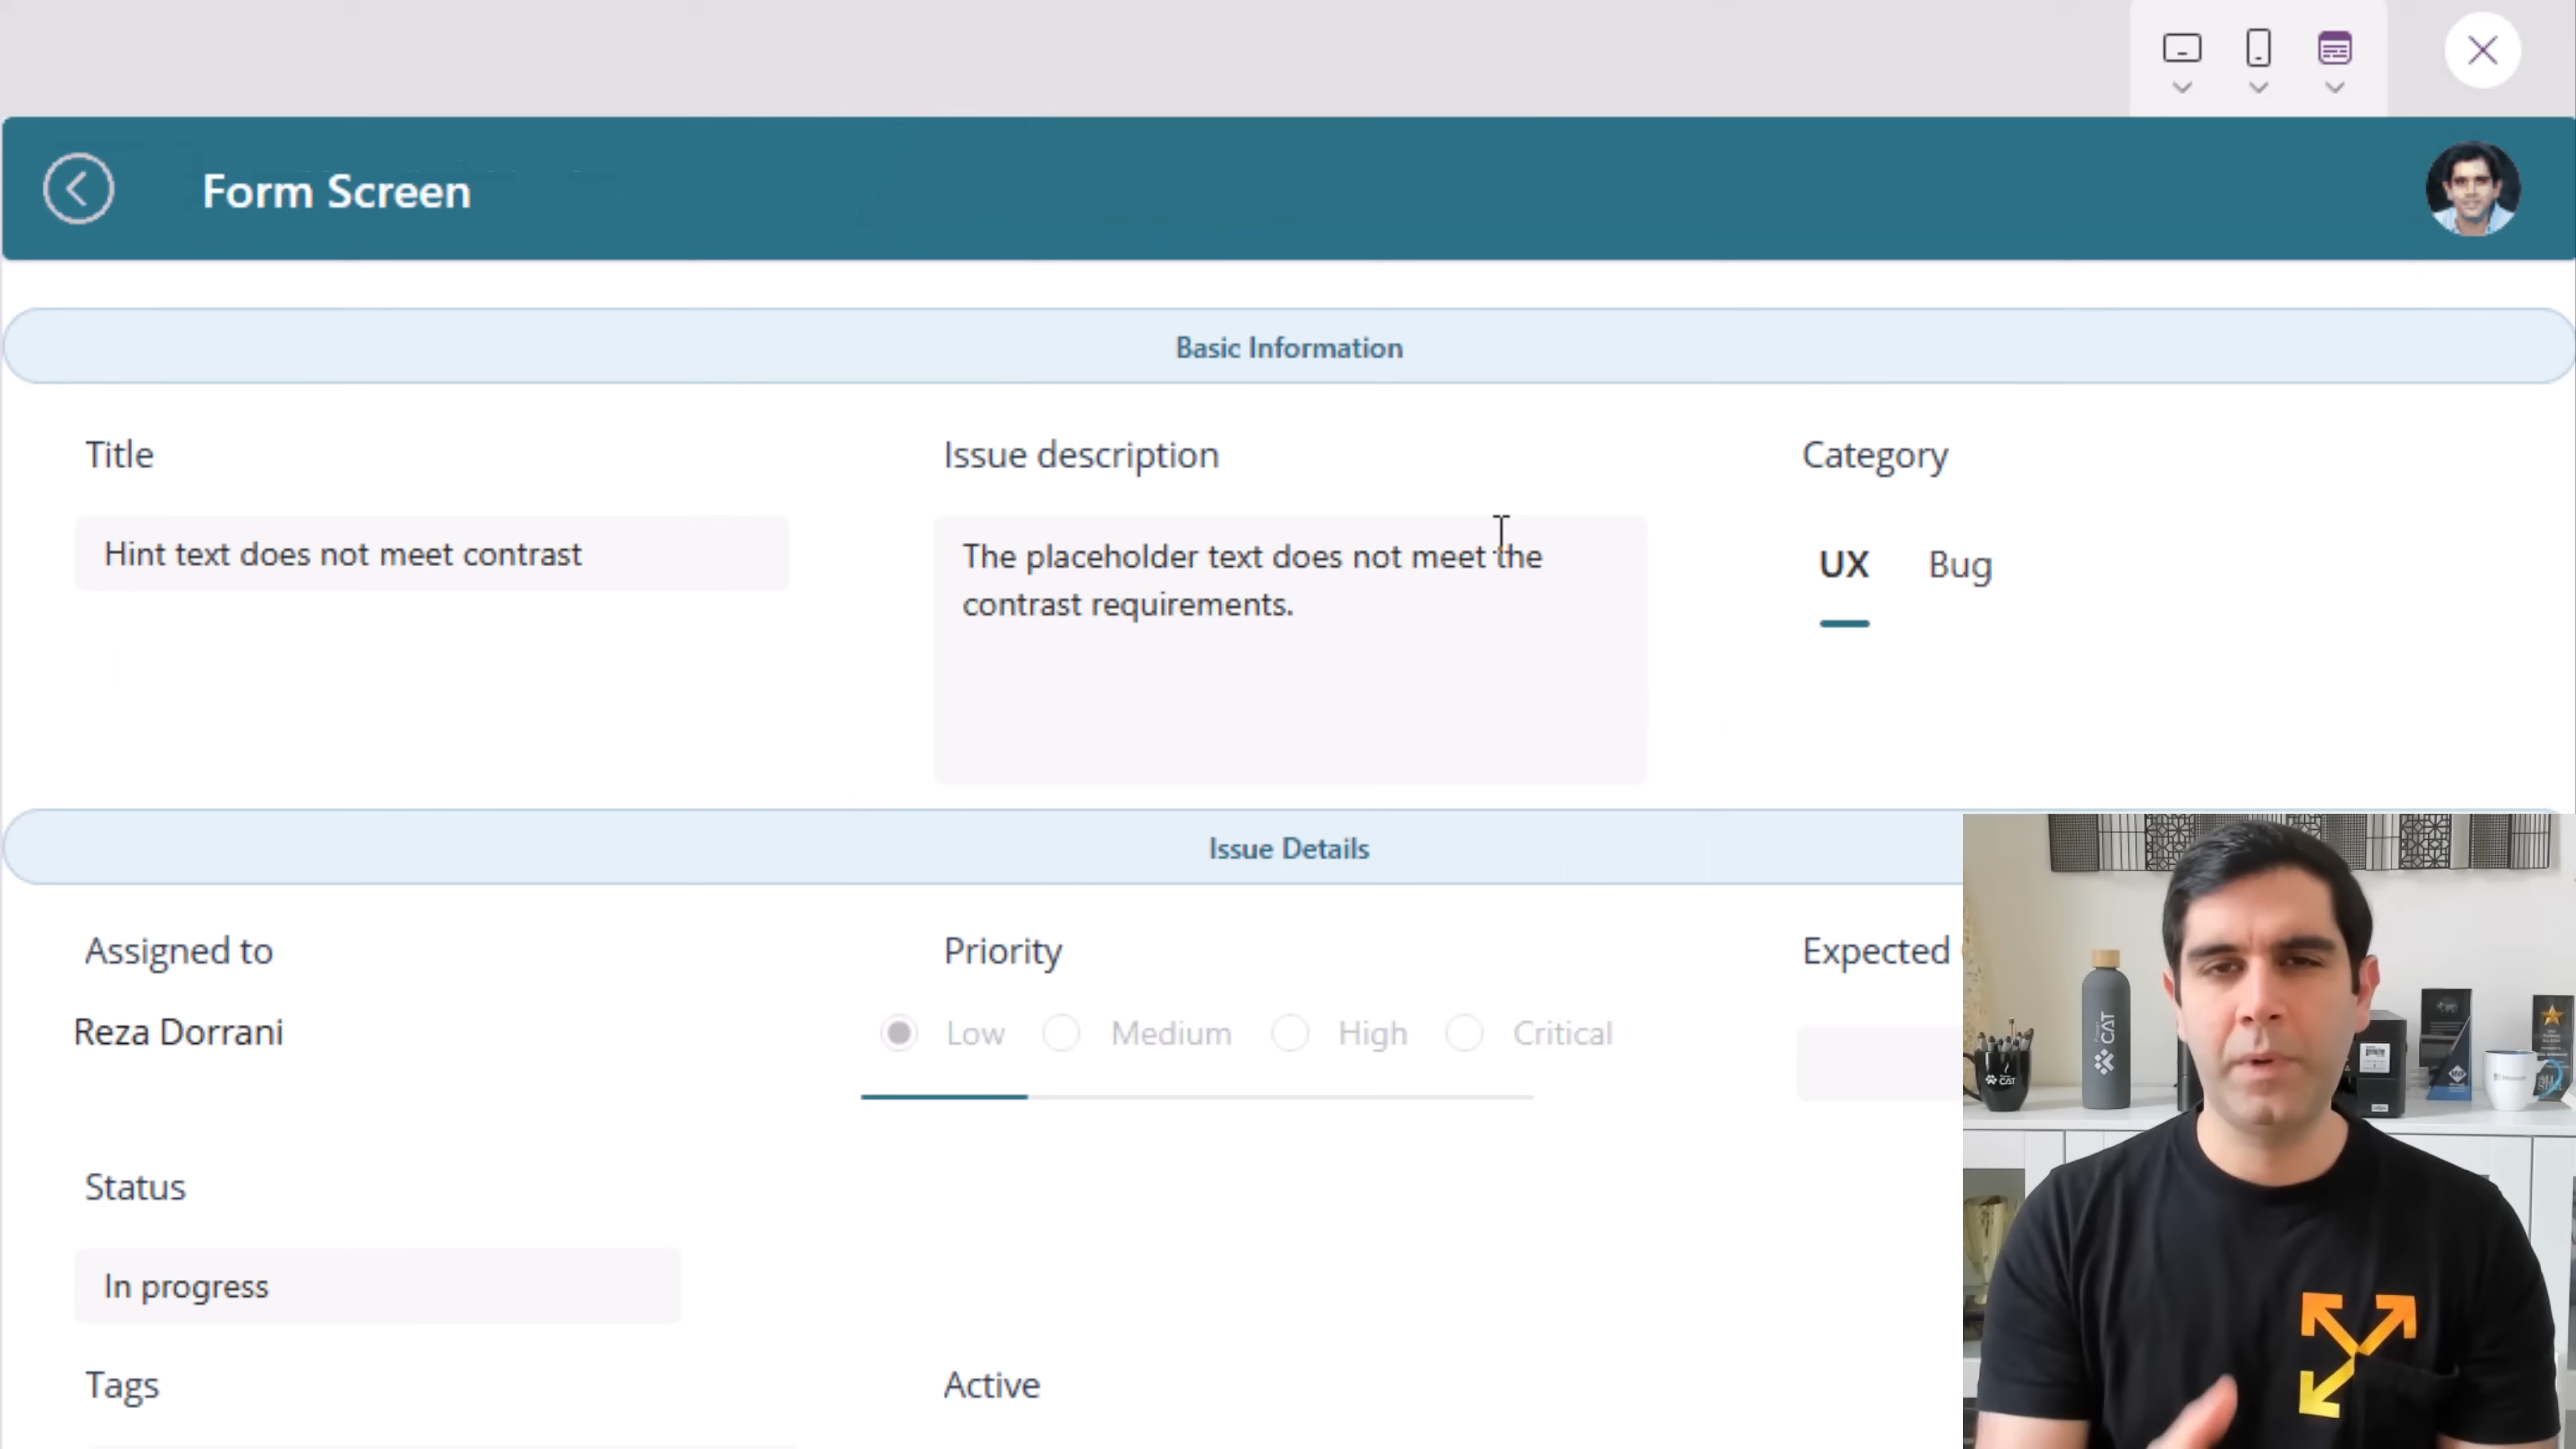 Form Screen
Basic Information
Title
Issue description
Category
Hint text does not meet contrast
The placeholder text does not meet the
contrast requirements.
UX
Bug
Issue Details
Assigned to
Priority
Expected
Reza Dorrani
Low
Medium
High
Critical
Status
In progress
Tags
Active
CAT
CAT